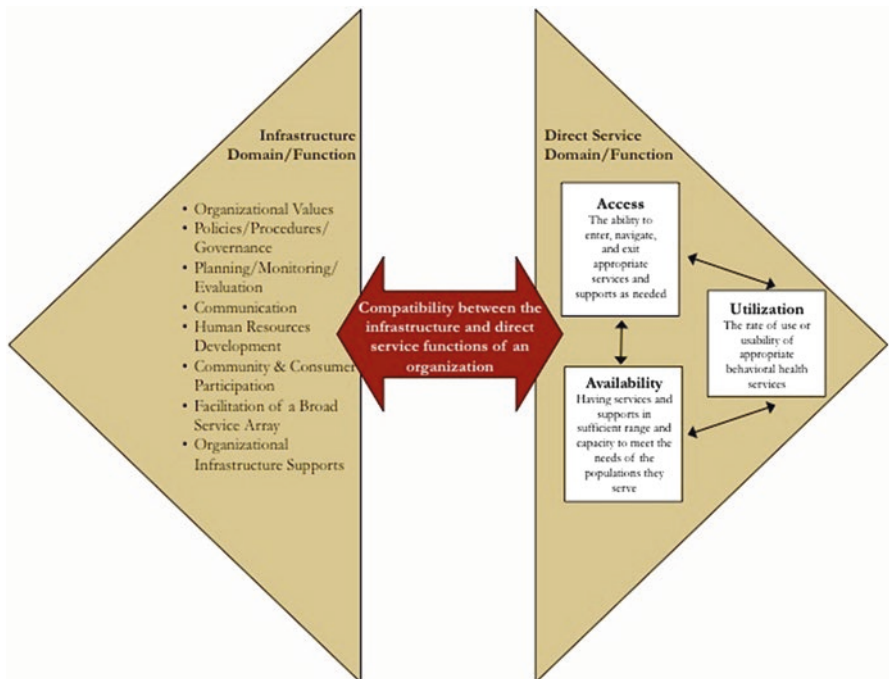 Infrastructure
Domain/Function
• Organizational Values
• Policies/Procedures/
Governance
• Planning/Monitoring/
Evaluation
• Communication
• Human Resources
Development
• Community & Consumer
Participation
• Facilitation of a Broad
Service Array
• Organizational
Infrastructure Supports
Compatibility between the
infrastructure and direct
service functions of an
organization
Direct Service
Domain/Function
Access
The ability to
enter, navigate,
and exit
appropriate
services and
supports as needed
Utilization
The rate of use or
usability of
appropriate
behavioral health
services
Availability
Having services and
supports in
sufficient range and
capacity to meet the
needs of the
populations they
serve